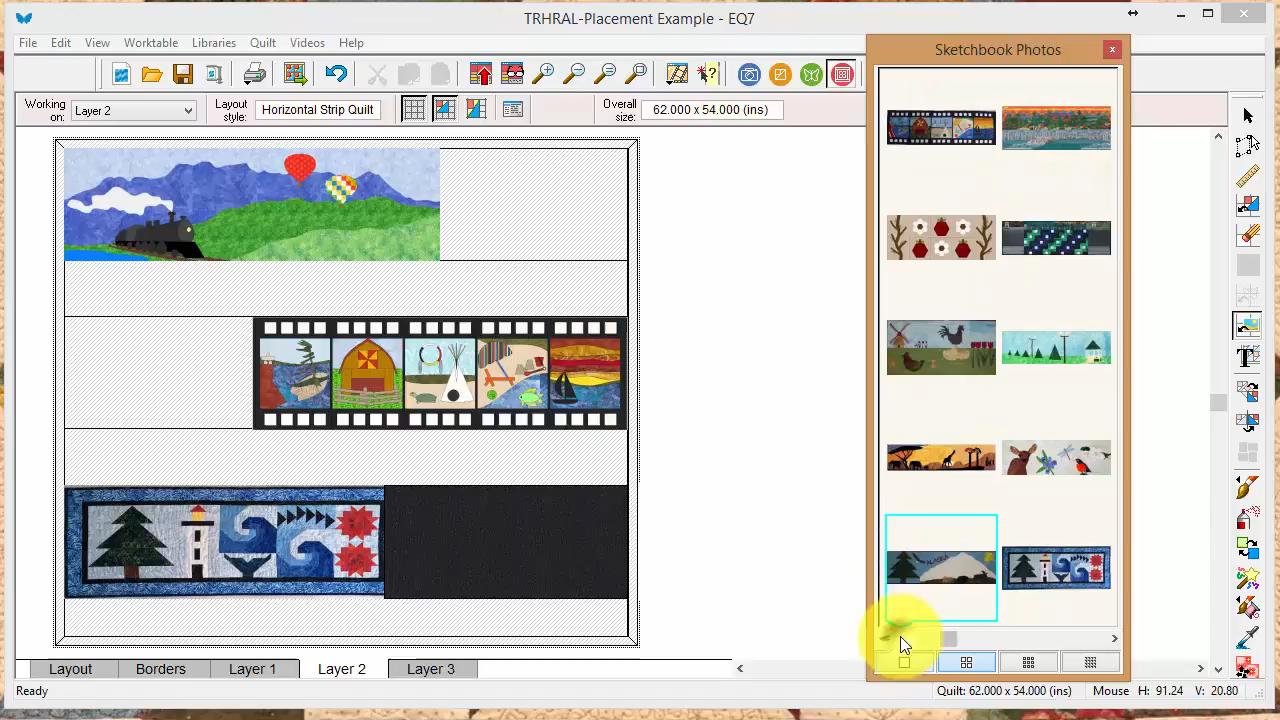 TRHRAL-Placement Example - EQ7
File Edit View Worktable Libraries Quilt Videos Help
Working on: Layer 2 Layout style: Horizontal Strip Quilt Overall size: 62.000 x 54.000 (ins)
Sketchbook Photos
ALASKA
Layout Borders Layer 1 Layer 2 Layer 3
Ready Quilt: 62.000 x 54.000 (ins) Mouse H: 91.24 V: 20.80